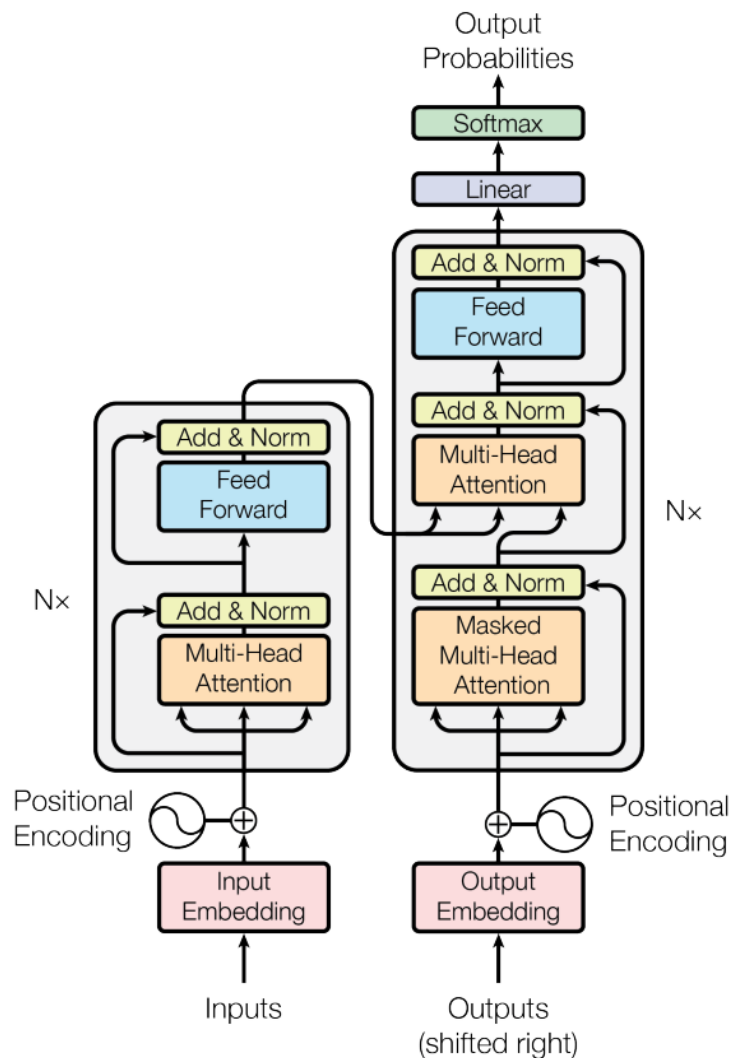 Output
Probabilities
Softmax
Linear
Add & Norm
Feed
Forward
Add & Norm
Multi-Head
Attention
Add & Norm
Masked
Multi-Head
Attention
N×
Add & Norm
Feed
Forward
Add & Norm
Multi-Head
Attention
N×
Positional
Encoding
Positional
Encoding
Input
Embedding
Output
Embedding
Inputs
Outputs
(shifted right)